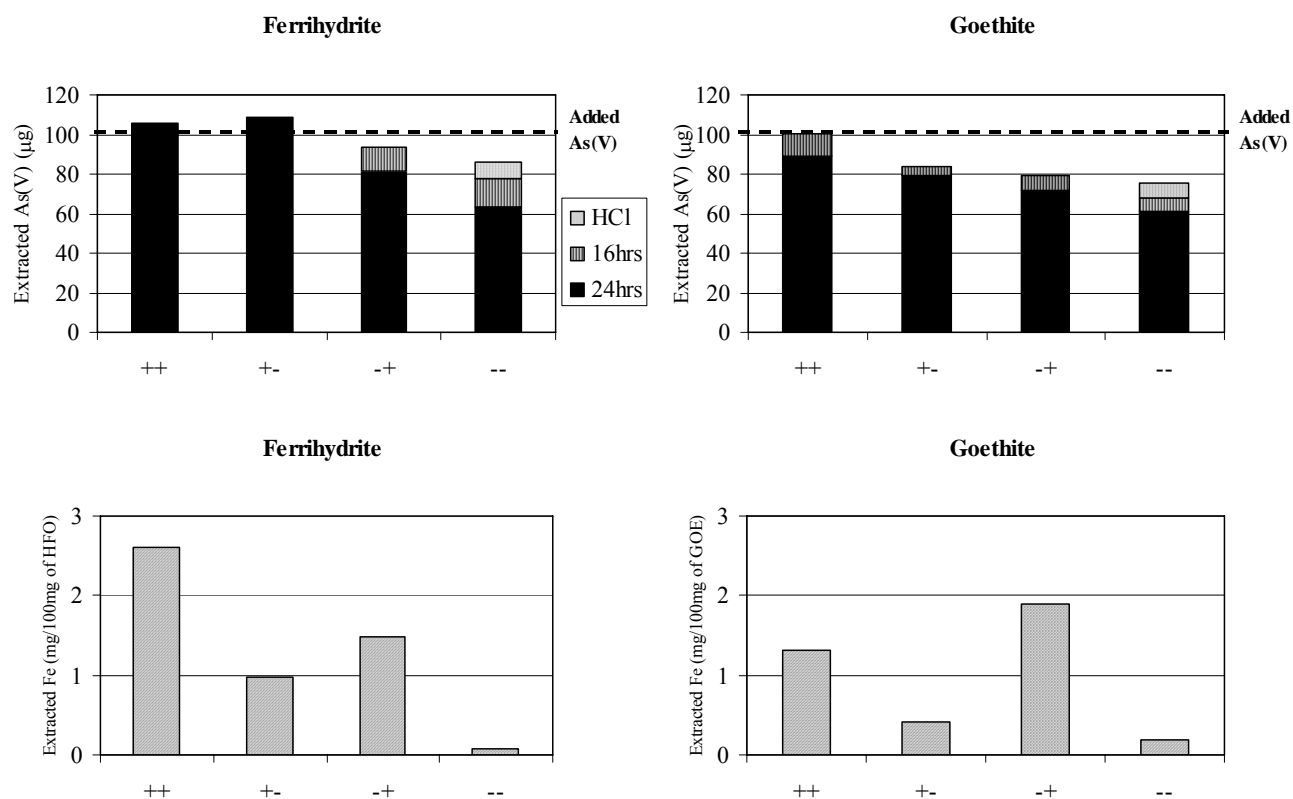 Ferrihydrite
Extracted As(V) (µg)
120
100
80
60
40
20
0
Added
As(V)
++
+-
-+
--
HCl
16hrs
24hrs
Goethite
Extracted As(V) (µg)
120
100
80
60
40
20
0
Added
As(V)
++
+-
-+
--
Ferrihydrite
Extracted Fe (mg/100mg of HFO)
3
2
1
0
++
+-
-+
--
Goethite
Extracted Fe (mg/100mg of GOE)
3
2
1
0
++
+-
-+
--